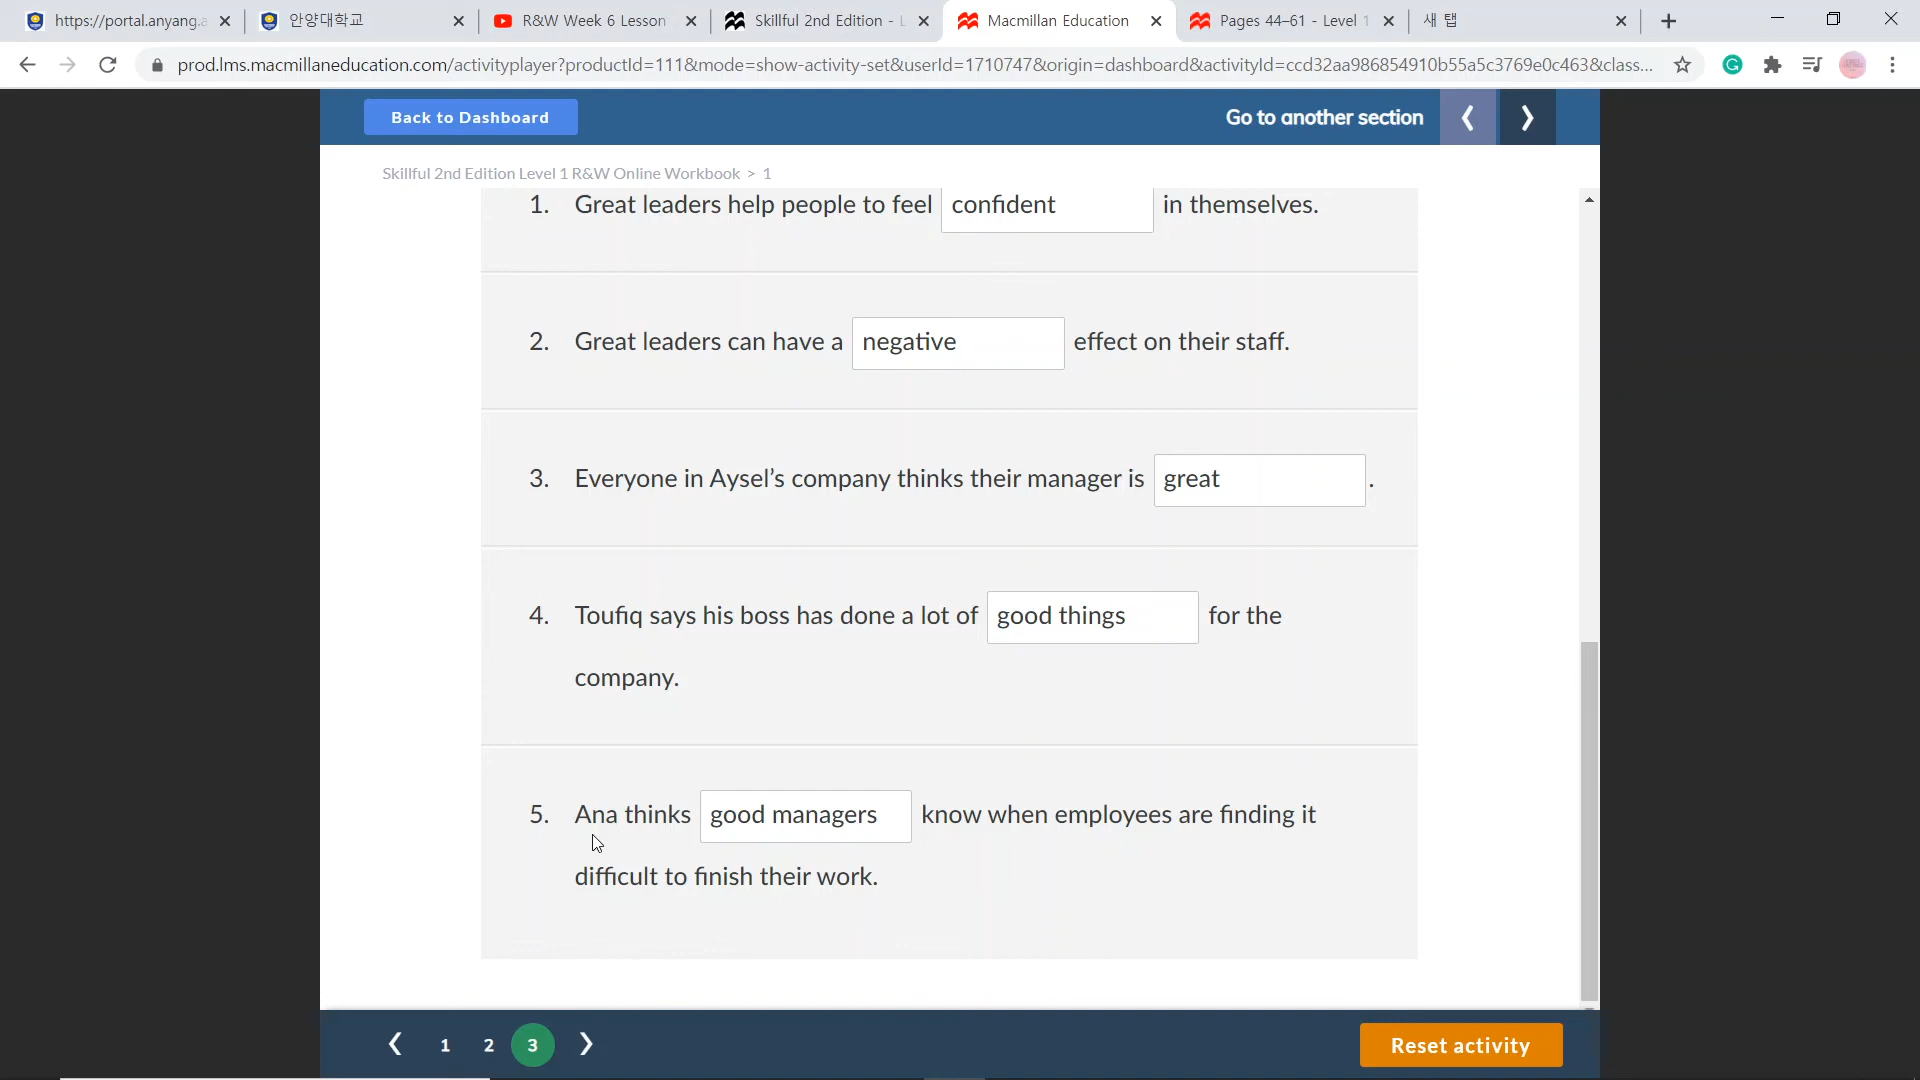 https://portal.anyang.a
안양대학교
R&W Week 6 Lesson
Skillful 2nd Edition - L
Macmillan Education
Pages 44–61 - Level 1
새 탭
prod.lms.macmillaneducation.com/activityplayer?productId=111&mode=show-activity-set&userId=1710747&origin=dashboard&activityId=ccd32aa986854910b55a5c3769e0c463&class...
Back to Dashboard
Go to another section
Skillful 2nd Edition Level 1 R&W Online Workbook > 1
1. Great leaders help people to feel confident in themselves.
2. Great leaders can have a negative effect on their staff.
3. Everyone in Aysel’s company thinks their manager is great .
4. Toufiq says his boss has done a lot of good things for the
company.
5. Ana thinks good managers know when employees are finding it
difficult to finish their work.
1 2 3
Reset activity